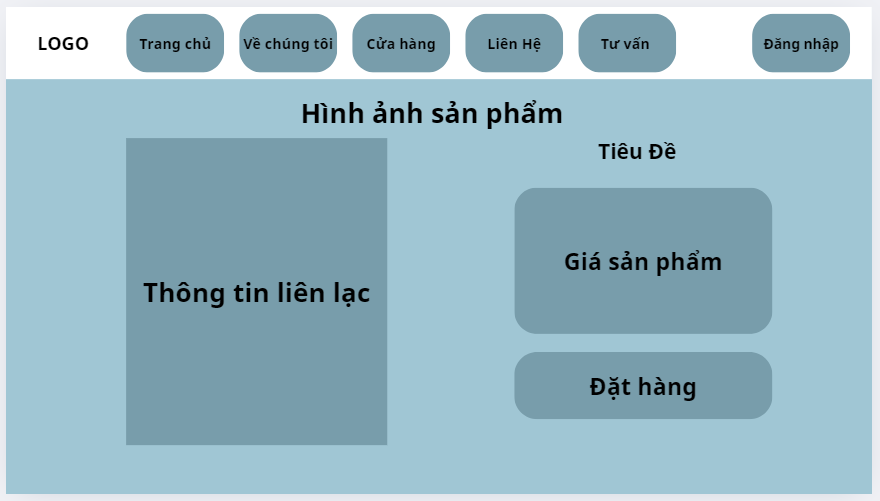 LOGO
Trang chủ
Về chúng tôi
Cửa hàng
Liên Hệ
Tư vấn
Đăng nhập
Hình ảnh sản phẩm
Tiêu Đề
Thông tin liên lạc
Giá sản phẩm
Đặt hàng